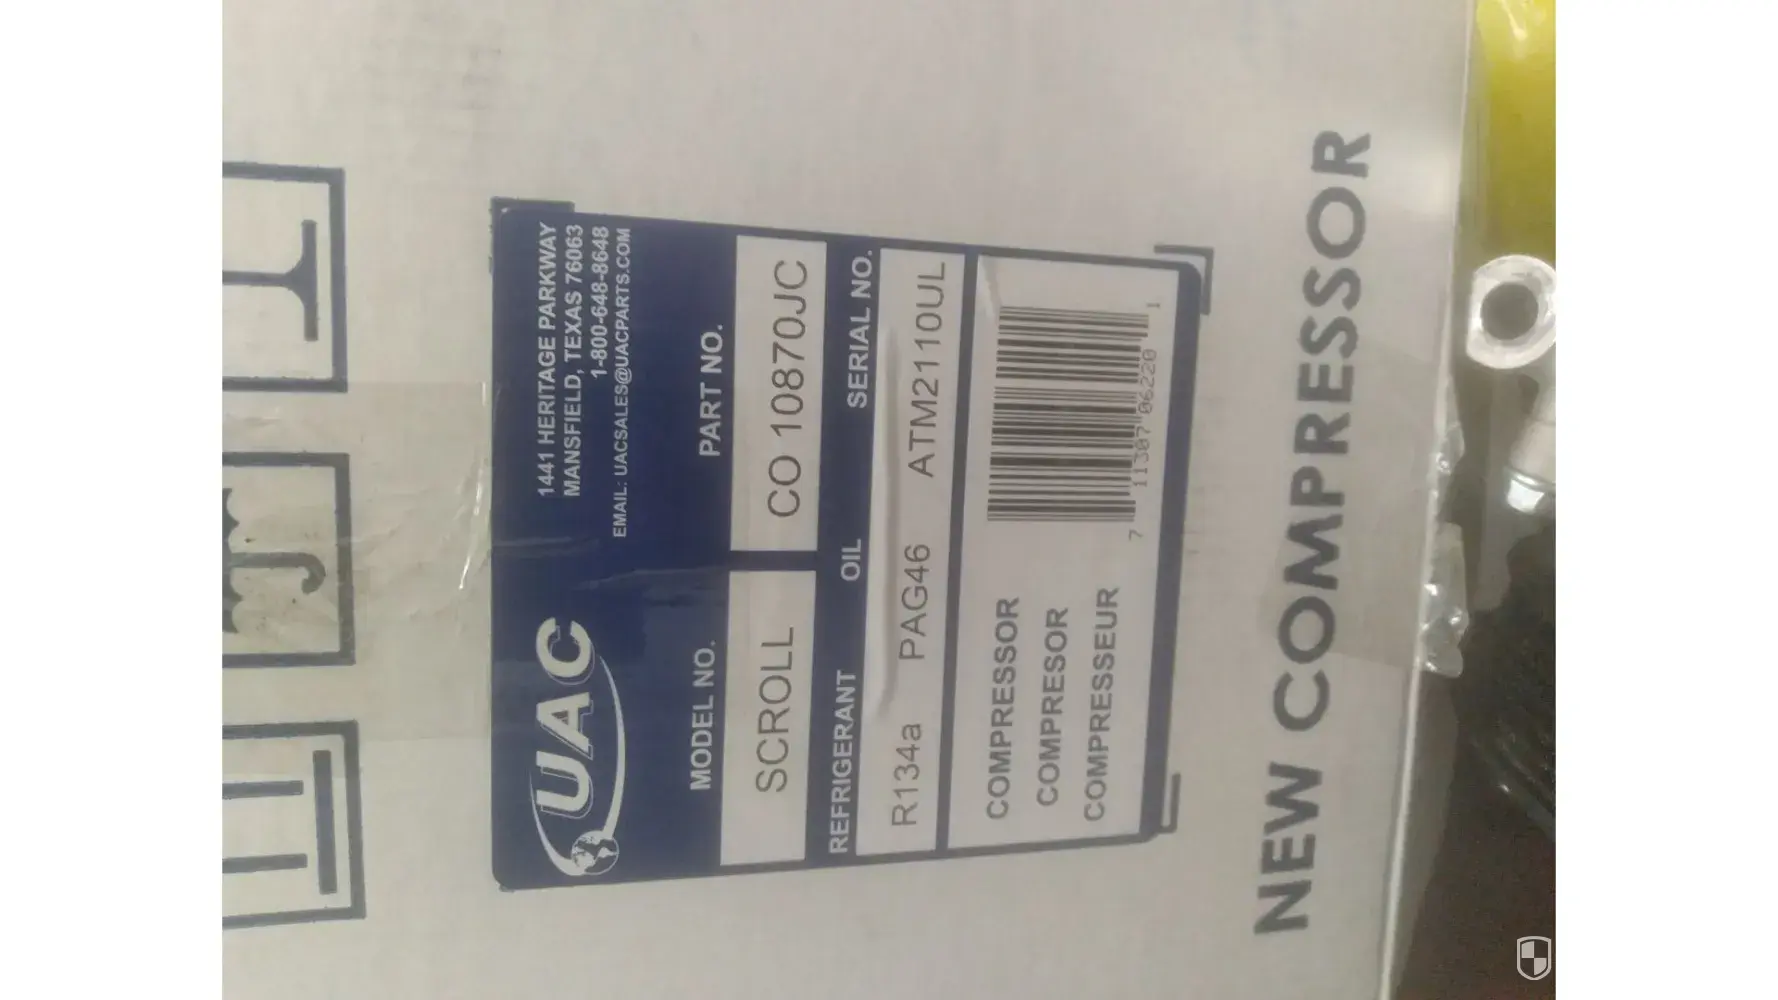 UAC
1441 HERITAGE PARKWAY
MANSFIELD, TEXAS 76063
1-800-648-8648
EMAIL: UACSALES@UACPARTS.COM
MODEL NO. PART NO.
SCROLL CO 10870JC
REFRIGERANT OIL SERIAL NO.
R134a PAG46 ATM2110UL
COMPRESSOR
COMPRESOR
COMPRESSEUR
7 11307 06220 1
NEW COMPRESSOR